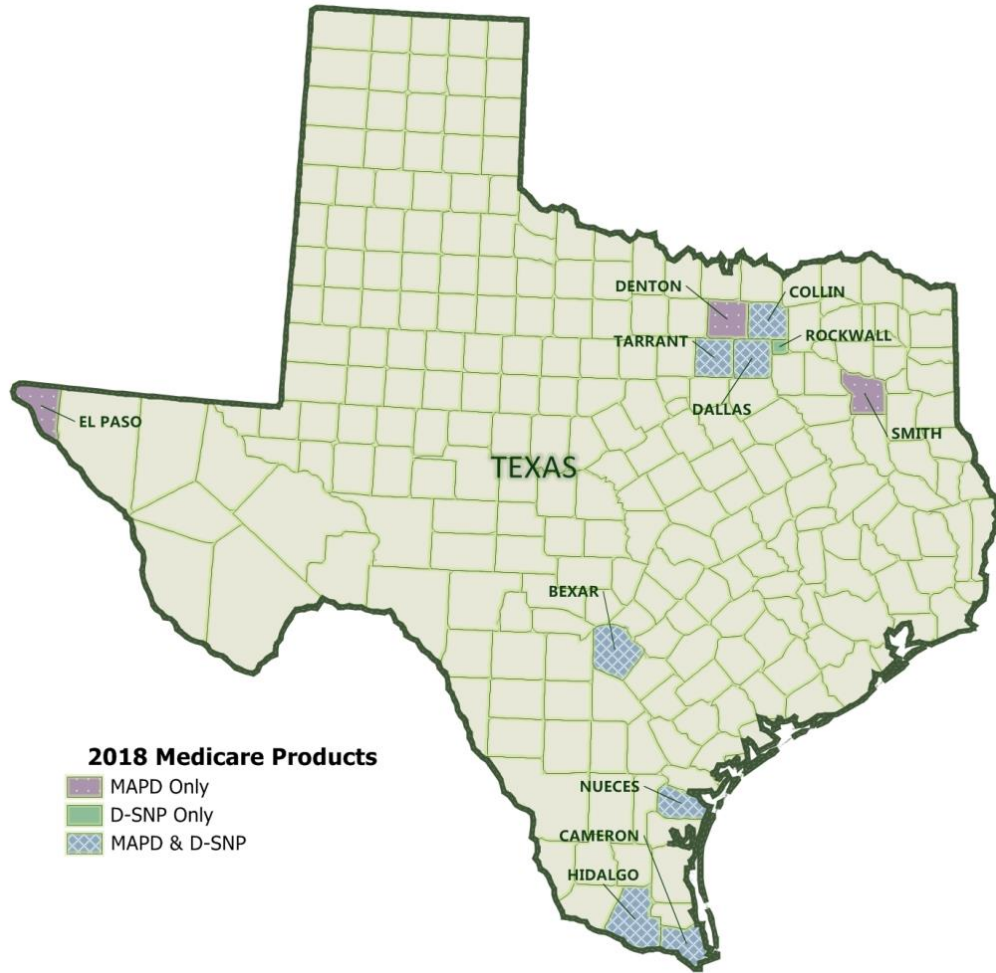 DENTON
COLLIN
TARRANT
ROCKWALL
DALLAS
EL PASO
SMITH
TEXAS
BEXAR
2018 Medicare Products
MAPD Only
D-SNP Only
MAPD & D-SNP
NUECES
CAMERON
HIDALGO